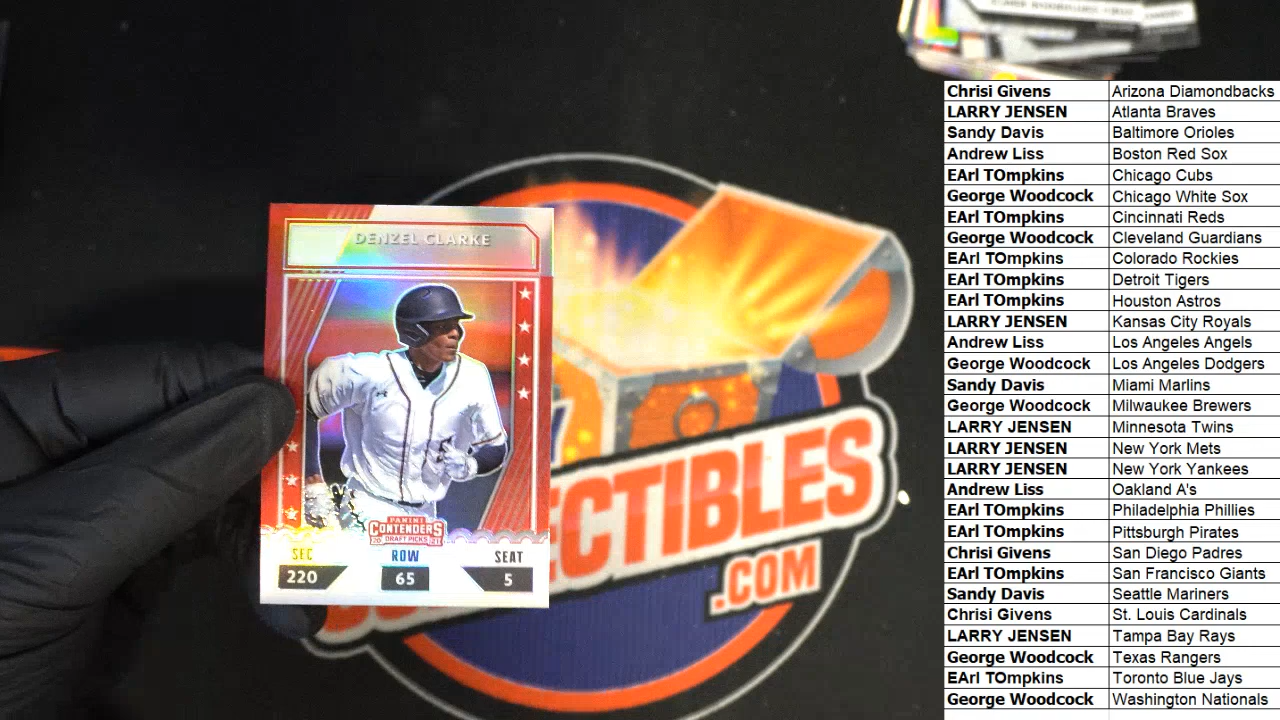 DENZEL CLARKE
PANINI
CONTENDERS
20 DRAFT PICKS 21
SEC ROW SEAT
220 65 5
ECTIBLES
.COM
Chrisi Givens Arizona Diamondbacks
LARRY JENSEN Atlanta Braves
Sandy Davis Baltimore Orioles
Andrew Liss Boston Red Sox
EArl TOmpkins Chicago Cubs
George Woodcock Chicago White Sox
EArl TOmpkins Cincinnati Reds
George Woodcock Cleveland Guardians
EArl TOmpkins Colorado Rockies
EArl TOmpkins Detroit Tigers
EArl TOmpkins Houston Astros
LARRY JENSEN Kansas City Royals
Andrew Liss Los Angeles Angels
George Woodcock Los Angeles Dodgers
Sandy Davis Miami Marlins
George Woodcock Milwaukee Brewers
LARRY JENSEN Minnesota Twins
LARRY JENSEN New York Mets
LARRY JENSEN New York Yankees
Andrew Liss Oakland A's
EArl TOmpkins Philadelphia Phillies
EArl TOmpkins Pittsburgh Pirates
Chrisi Givens San Diego Padres
EArl TOmpkins San Francisco Giants
Sandy Davis Seattle Mariners
Chrisi Givens St. Louis Cardinals
LARRY JENSEN Tampa Bay Rays
George Woodcock Texas Rangers
EArl TOmpkins Toronto Blue Jays
George Woodcock Washington Nationals